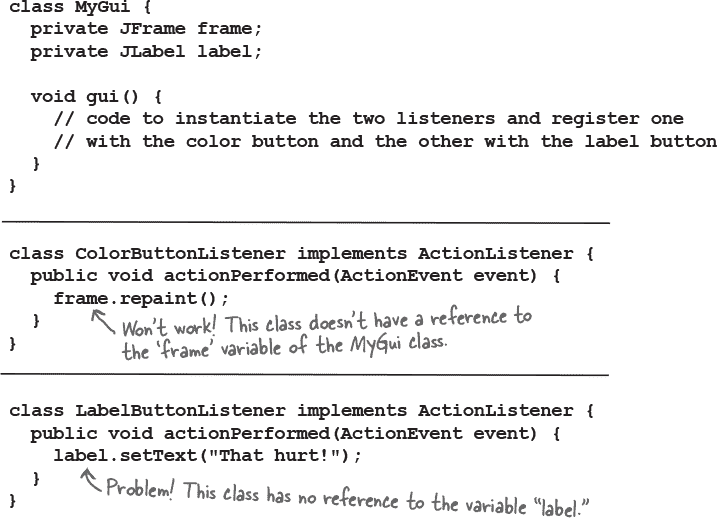 class MyGui {
  private JFrame frame;
  private JLabel label;

  void gui() {
    // code to instantiate the two listeners and register one
    // with the color button and the other with the label button
  }
}
class ColorButtonListener implements ActionListener {
  public void actionPerformed(ActionEvent event) {
    frame.repaint();
  }
}
Won't work! This class doesn't have a reference to
the 'frame' variable of the MyGui class.
class LabelButtonListener implements ActionListener {
  public void actionPerformed(ActionEvent event) {
    label.setText("That hurt!");
  }
}
Problem! This class has no reference to the variable "label."